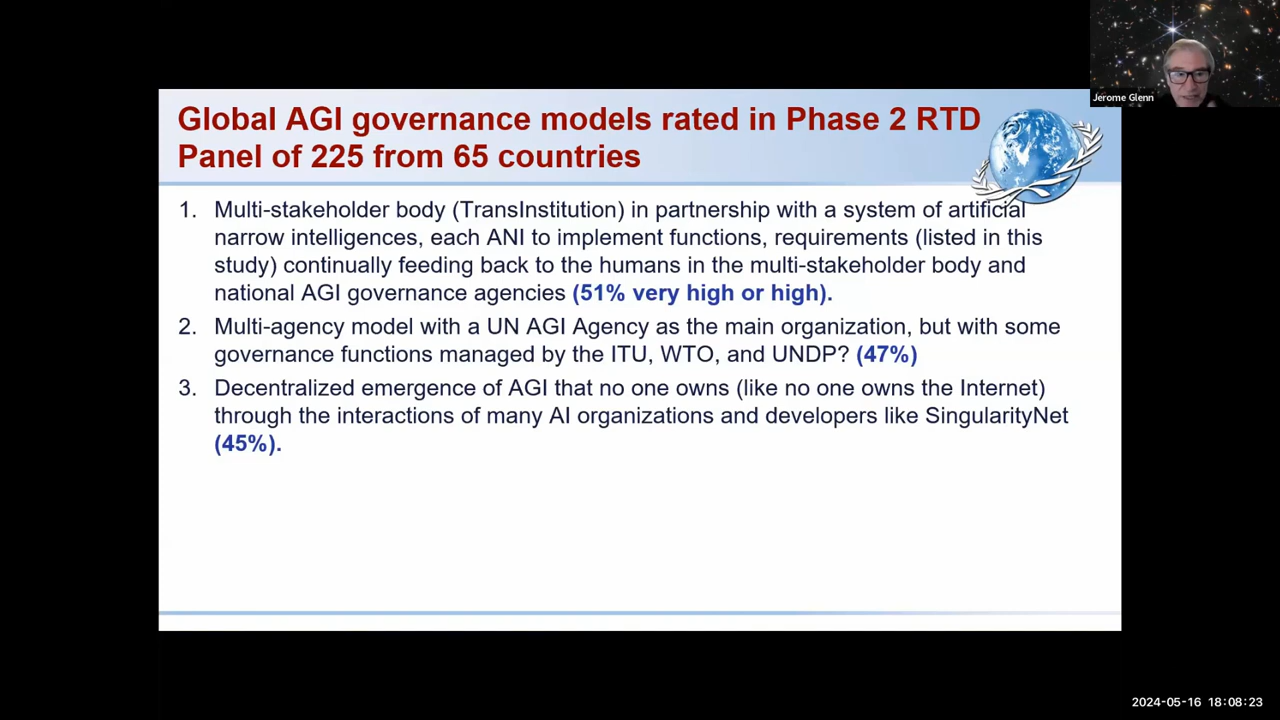 Jerome Glenn
Global AGI governance models rated in Phase 2 RTD
Panel of 225 from 65 countries
1. Multi-stakeholder body (TransInstitution) in partnership with a system of artificial
narrow intelligences, each ANI to implement functions, requirements (listed in this
study) continually feeding back to the humans in the multi-stakeholder body and
national AGI governance agencies (51% very high or high).
2. Multi-agency model with a UN AGI Agency as the main organization, but with some
governance functions managed by the ITU, WTO, and UNDP? (47%)
3. Decentralized emergence of AGI that no one owns (like no one owns the Internet)
through the interactions of many AI organizations and developers like SingularityNet
(45%).
2024-05-16 18:08:23